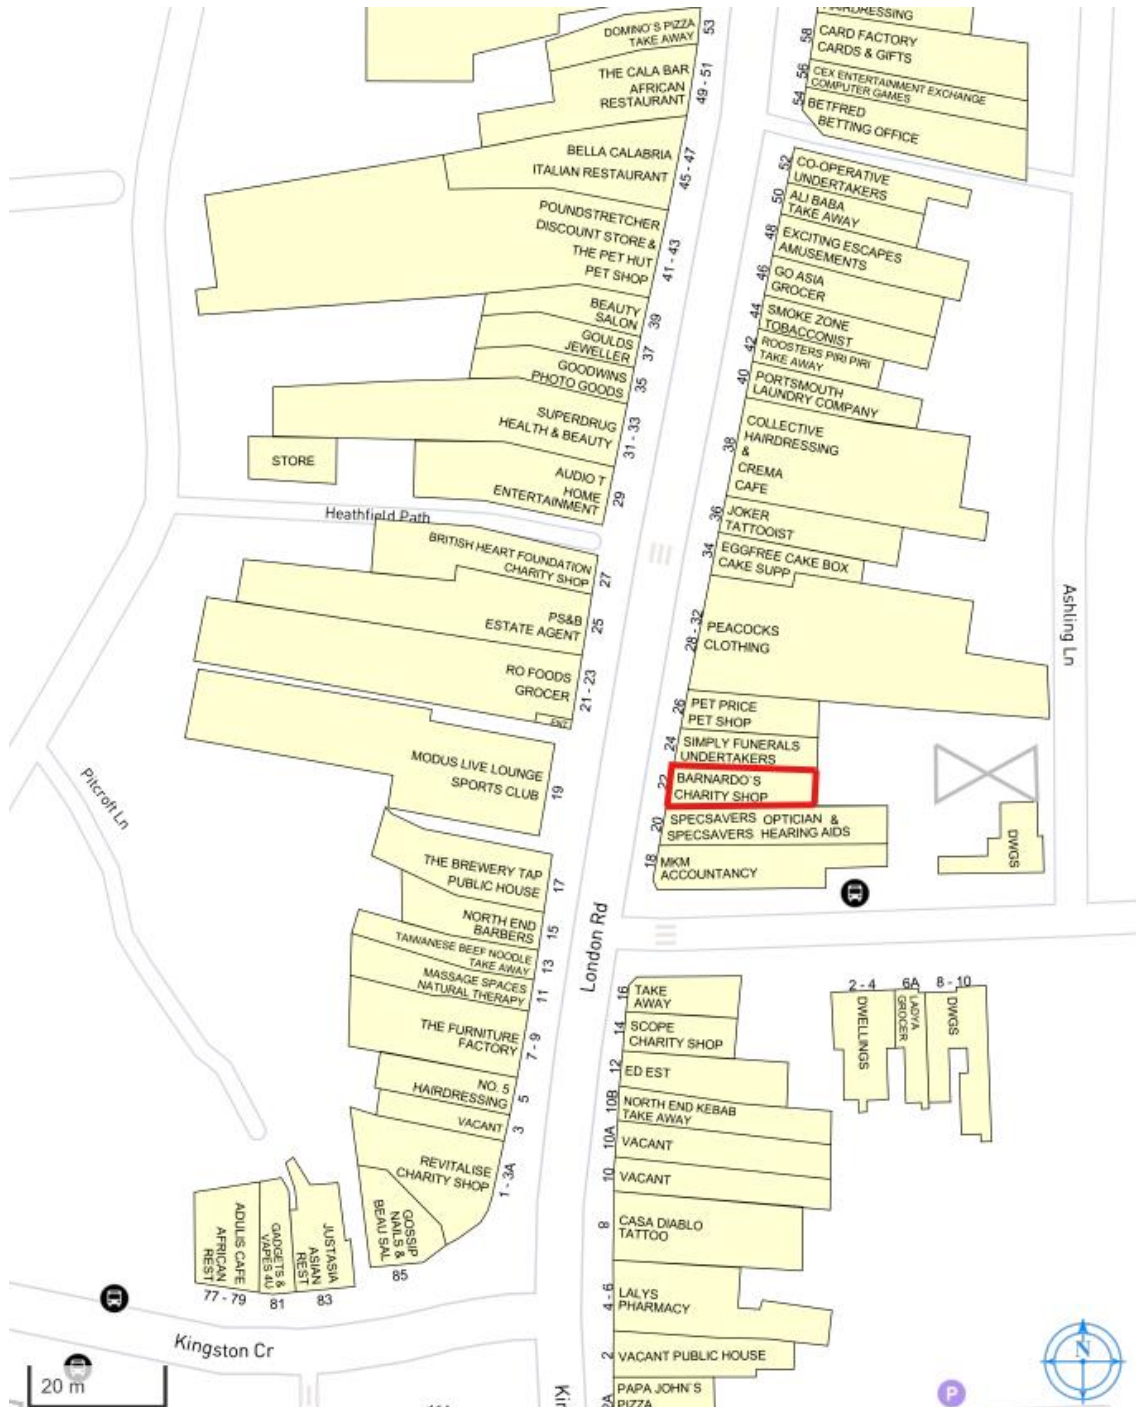 DOMINO'S PIZZA
TAKE AWAY
53
THE CALA BAR
AFRICAN
RESTAURANT
49 - 51
BELLA CALABRIA
ITALIAN RESTAURANT
45 - 47
POUNDSTRETCHER
DISCOUNT STORE &
THE PET HUT
PET SHOP
41 - 43
BEAUTY
SALON
39
GOULDS
JEWELLER
37
GOODWINS
PHOTO GOODS
35
SUPERDRUG
HEALTH & BEAUTY
31 - 33
STORE
AUDIO T
HOME
ENTERTAINMENT
29
Heathfield Path
BRITISH HEART FOUNDATION
CHARITY SHOP
27
PS&B
ESTATE AGENT
25
RO FOODS
GROCER
ENT
21 - 23
MODUS LIVE LOUNGE
SPORTS CLUB
19
Pitcroft Ln
THE BREWERY TAP
PUBLIC HOUSE
17
NORTH END
BARBERS
15
TAIWANESE BEEF NOODLE
TAKE AWAY
13
MASSAGE SPACES
NATURAL THERAPY
11
THE FURNITURE
FACTORY
7 - 9
NO. 5
HAIRDRESSING
5
VACANT
3
REVITALISE
CHARITY SHOP
1 - 3A
GOSSIP
NAILS &
BEAU SAL
85
JUSTASIA
ASIAN
REST
83
GADGETS &
VAPES 4U
81
ADULIS CAFE
AFRICAN
REST
77 - 79
Kingston Cr
20 m
London Rd
HAIRDRESSING
58
CARD FACTORY
CARDS & GIFTS
56
CEX ENTERTAINMENT EXCHANGE
COMPUTER GAMES
54
BETFRED
BETTING OFFICE
52
CO-OPERATIVE
UNDERTAKERS
50
ALI BABA
TAKE AWAY
48
EXCITING ESCAPES
AMUSEMENTS
46
GO ASIA
GROCER
44
SMOKE ZONE
TOBACCONIST
42
ROOSTERS PIRI PIRI
TAKE AWAY
40
PORTSMOUTH
LAUNDRY COMPANY
38
COLLECTIVE
HAIRDRESSING
&
CREMA
CAFE
36
JOKER
TATTOOIST
34
EGGFREE CAKE BOX
CAKE SUPP
28 - 32
PEACOCKS
CLOTHING
Ashling Ln
26
PET PRICE
PET SHOP
24
SIMPLY FUNERALS
UNDERTAKERS
22
BARNARDO'S
CHARITY SHOP
20
SPECSAVERS OPTICIAN &
SPECSAVERS HEARING AIDS
18
MKM
ACCOUNTANCY
DWGS
16
TAKE
AWAY
14
SCOPE
CHARITY SHOP
12
ED EST
10B
NORTH END KEBAB
TAKE AWAY
10A
VACANT
10
VACANT
8
CASA DIABLO
TATTOO
4 - 6
LALYS
PHARMACY
2
VACANT PUBLIC HOUSE
2A
PAPA JOHN'S
PIZZA
2 - 4
DWELLINGS
6A
LADYA
GROCER
8 - 10
DWGS
N
P